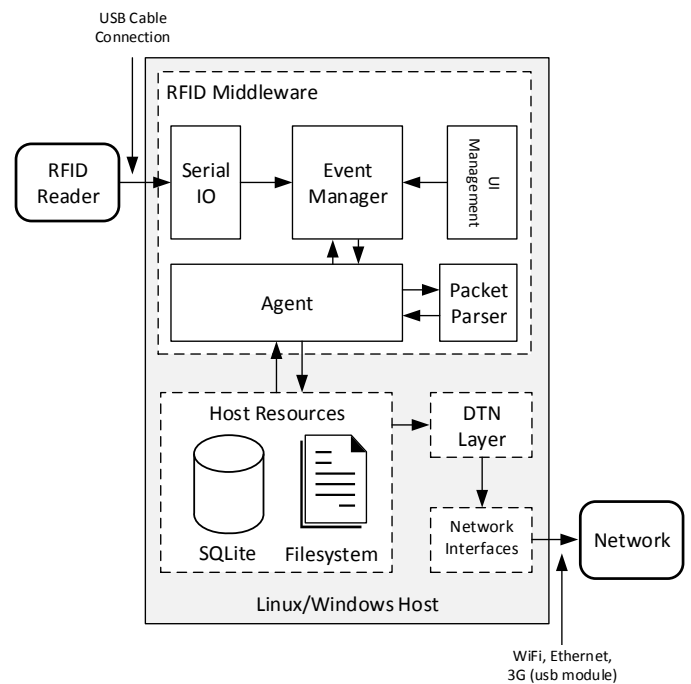 USB Cable
Connection
RFID Middleware
RFID
Reader
Serial
IO
Event
Manager
UI
Management
Agent
Packet
Parser
Host Resources
SQLite
Filesystem
DTN
Layer
Network
Interfaces
Network
Linux/Windows Host
WiFi, Ethernet,
3G (usb module)